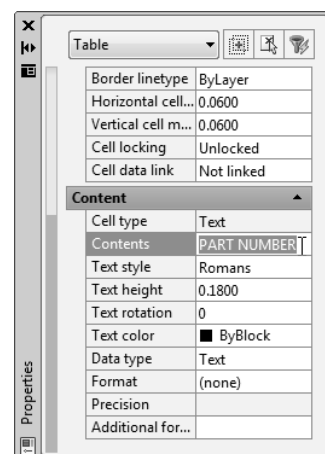 Table
Border linetype ByLayer
Horizontal cell... 0.0600
Vertical cell m... 0.0600
Cell locking Unlocked
Cell data link Not linked
Content
Cell type Text
Contents PART NUMBER
Text style Romans
Text height 0.1800
Text rotation 0
Text color ByBlock
Data type Text
Format (none)
Precision
Additional for...
Properties